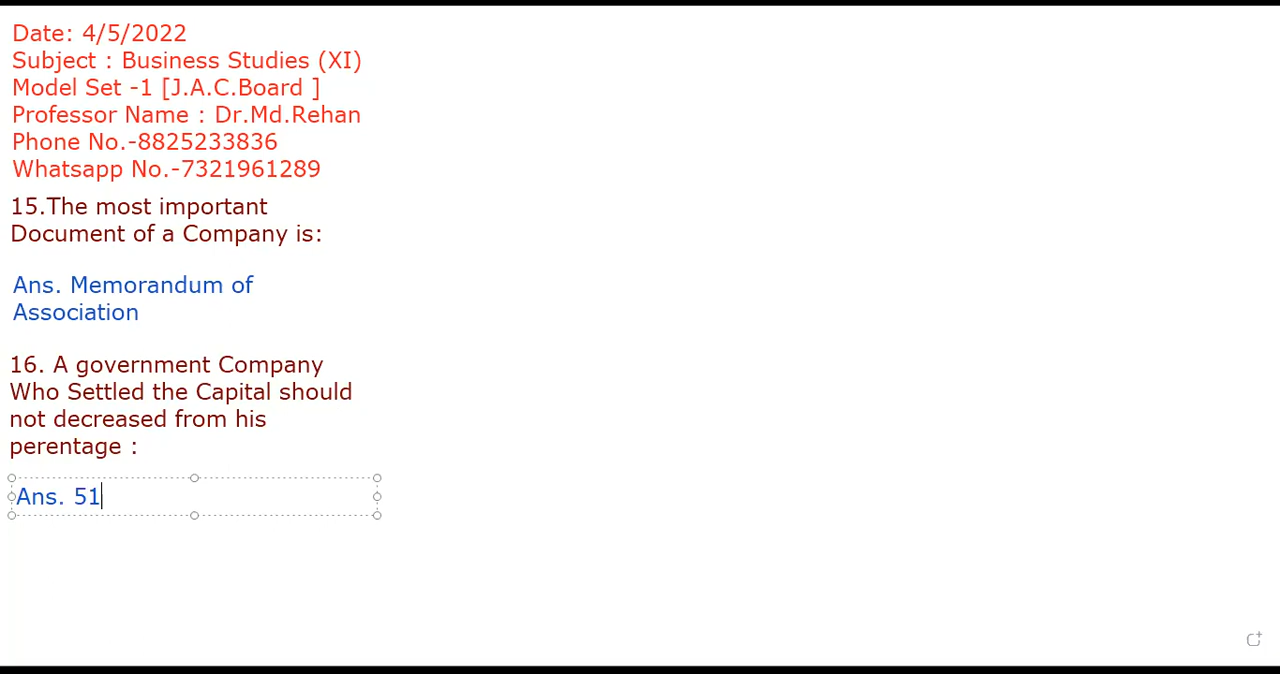 Date: 4/5/2022
Subject : Business Studies (XI)
Model Set -1 [J.A.C.Board ]
Professor Name : Dr.Md.Rehan
Phone No.-8825233836
Whatsapp No.-7321961289
15.The most important
Document of a Company is:
Ans. Memorandum of
Association
16. A government Company
Who Settled the Capital should
not decreased from his
perentage :
Ans. 51